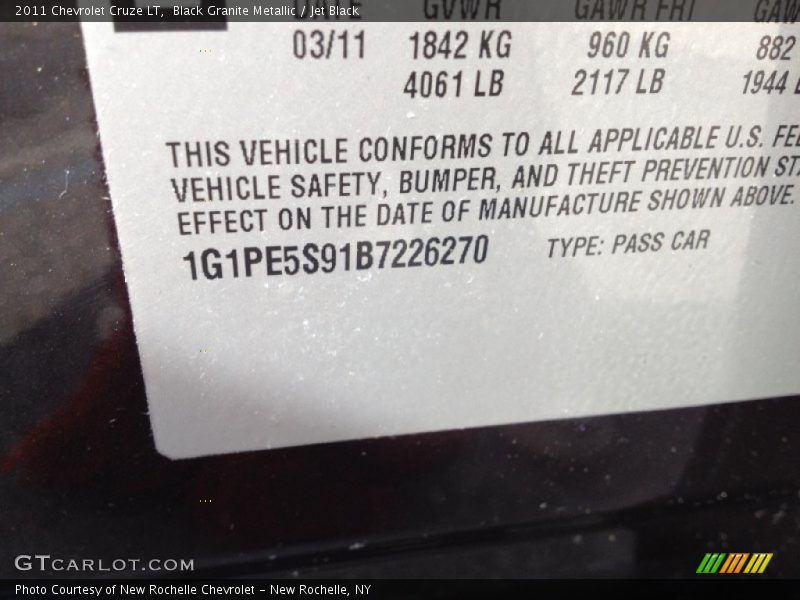 2011 Chevrolet Cruze LT, Black Granite Metallic / Jet Black
GVWR GAWR FRT GAW
03/11 1842 KG 960 KG 882
4061 LB 2117 LB 1944
THIS VEHICLE CONFORMS TO ALL APPLICABLE U.S. FE
VEHICLE SAFETY, BUMPER, AND THEFT PREVENTION STA
EFFECT ON THE DATE OF MANUFACTURE SHOWN ABOVE.
1G1PE5S91B7226270 TYPE: PASS CAR
GTCARLOT.COM
Photo Courtesy of New Rochelle Chevrolet - New Rochelle, NY